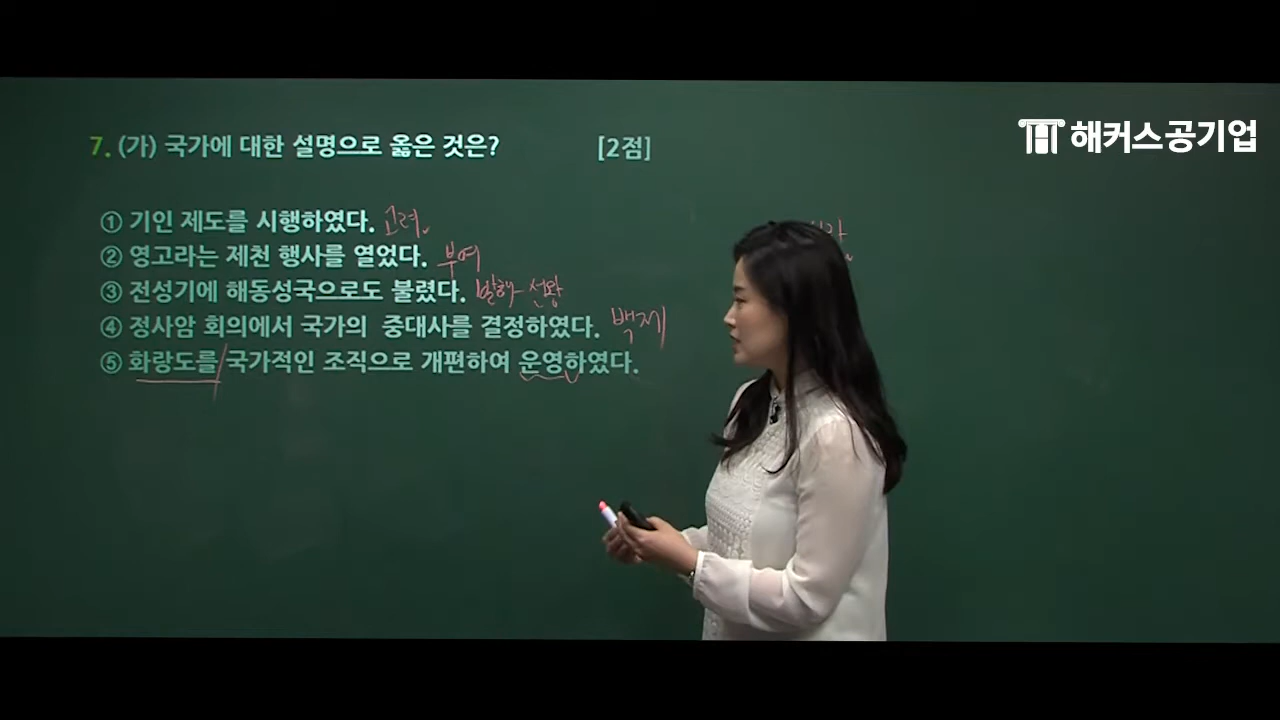 해커스공기업
7. (가) 국가에 대한 설명으로 옳은 것은? [2점]
① 기인 제도를 시행하였다. 고려
② 영고라는 제천 행사를 열었다. 부여
③ 전성기에 해동성국으로도 불렸다. 발해 선왕
④ 정사암 회의에서 국가의 중대사를 결정하였다. 백제
⑤ 화랑도를 국가적인 조직으로 개편하여 운영하였다.